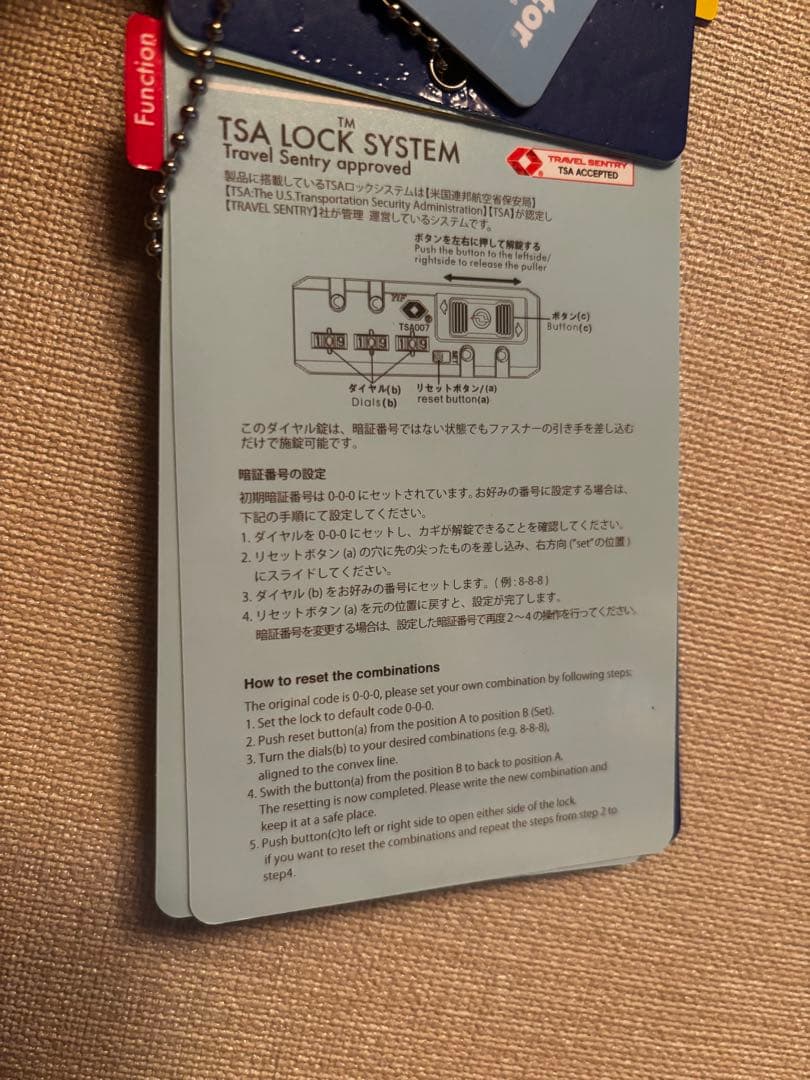 tor
Function
TSA LOCK™ SYSTEM
Travel Sentry approved
TRAVEL SENTRY®
TSA ACCEPTED
製品に搭載しているTSAロックシステムは【米国連邦航空省保安局】
【TSA:The U.S.Transportation Security Administration】【TSA】が認定し
【TRAVEL SENTRY】社が管理 運営しているシステムです。
ボタンを左右に押して解錠する
Push the button to the leftside/
rightside to release the puller
TSA007
109 109 109
ボタン(c)
Button(c)
ダイヤル(b)
Dials(b)
リセットボタン/(a)
reset button(a)
このダイヤル錠は、暗証番号ではない状態でもファスナーの引き手を差し込む
だけで施錠可能です。
暗証番号の設定
初期暗証番号は 0-0-0 にセットされています。お好みの番号に設定する場合は、
下記の手順にて設定してください。
1. ダイヤルを 0-0-0 にセットし、カギが解錠できることを確認してください。
2. リセットボタン (a) の穴に先の尖ったものを差し込み、右方向 ("set" の位置)
にスライドしてください。
3. ダイヤル (b) をお好みの番号にセットします。( 例 : 8-8-8 )
4. リセットボタン (a) を元の位置に戻すと、設定が完了します。
暗証番号を変更する場合は、設定した暗証番号で再度 2～4 の操作を行ってください。
How to reset the combinations
The original code is 0-0-0, please set your own combination by following steps:
1. Set the lock to default code 0-0-0.
2. Push reset button(a) from the position A to position B (Set).
3. Turn the dials(b) to your desired combinations (e.g. 8-8-8),
aligned to the convex line.
4. Swith the button(a) from the position B to back to position A.
The resetting is now completed. Please write the new combination and
keep it at a safe place.
5. Push button(c)to left or right side to open either side of the lock.
if you want to reset the combinations and repeat the steps from step 2 to
step4.